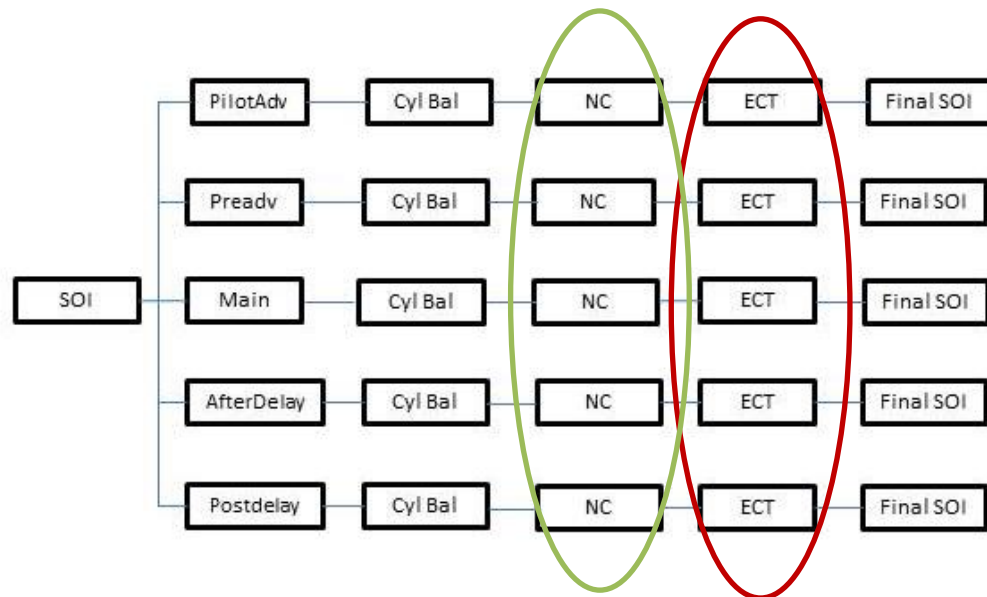 PilotAdv Cyl Bal NC ECT Final SOI
Preadv Cyl Bal NC ECT Final SOI
SOI Main Cyl Bal NC ECT Final SOI
AfterDelay Cyl Bal NC ECT Final SOI
Postdelay Cyl Bal NC ECT Final SOI